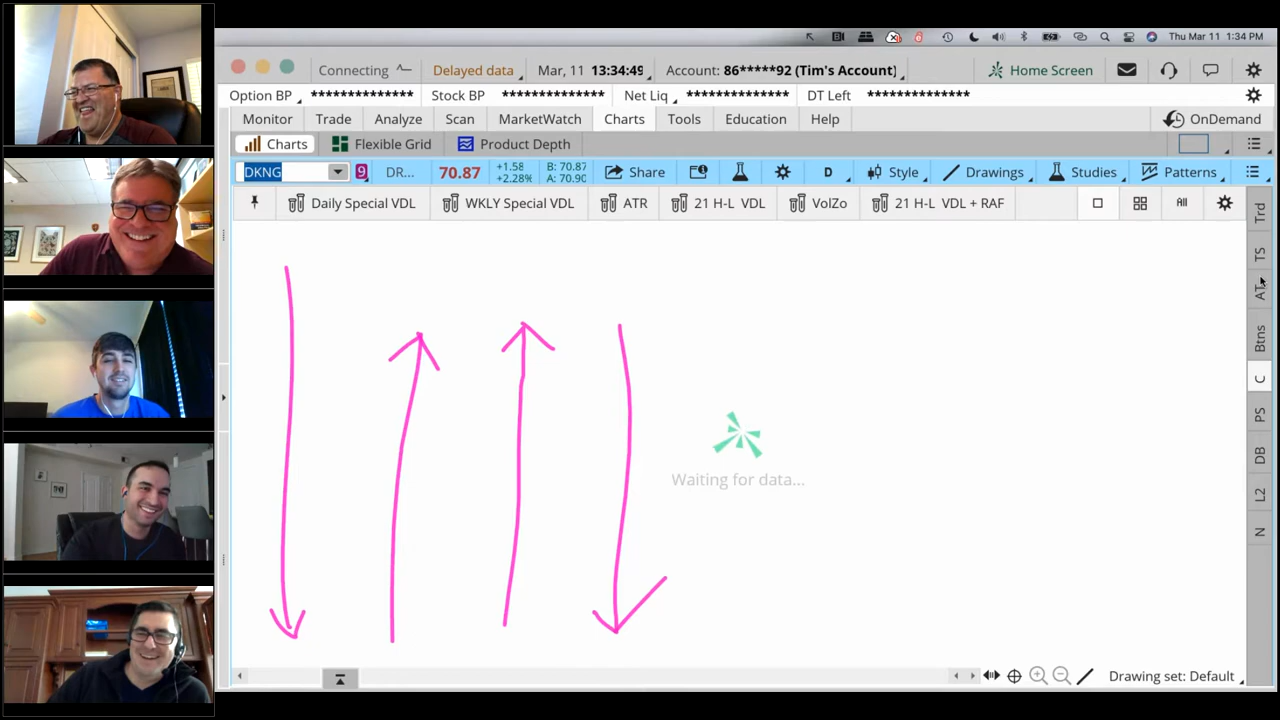 Thu Mar 11 1:34 PM
Connecting Delayed data Mar, 11 13:34:49 Account: 86*****92 (Tim's Account) Home Screen
Option BP ************** Stock BP ************** Net Liq ************** DT Left **************
Monitor Trade Analyze Scan MarketWatch Charts Tools Education Help OnDemand
Charts Flexible Grid Product Depth
DKNG 9 DR... 70.87 +1.58 B: 70.87 Share D Style Drawings Studies Patterns
+2.28% A: 70.90
Daily Special VDL WKLY Special VDL ATR 21 H-L VDL VolZo 21 H-L VDL + RAF All
Trd
TS
AT
Btns
C
PS
DB
L2
N
Waiting for data...
Drawing set: Default